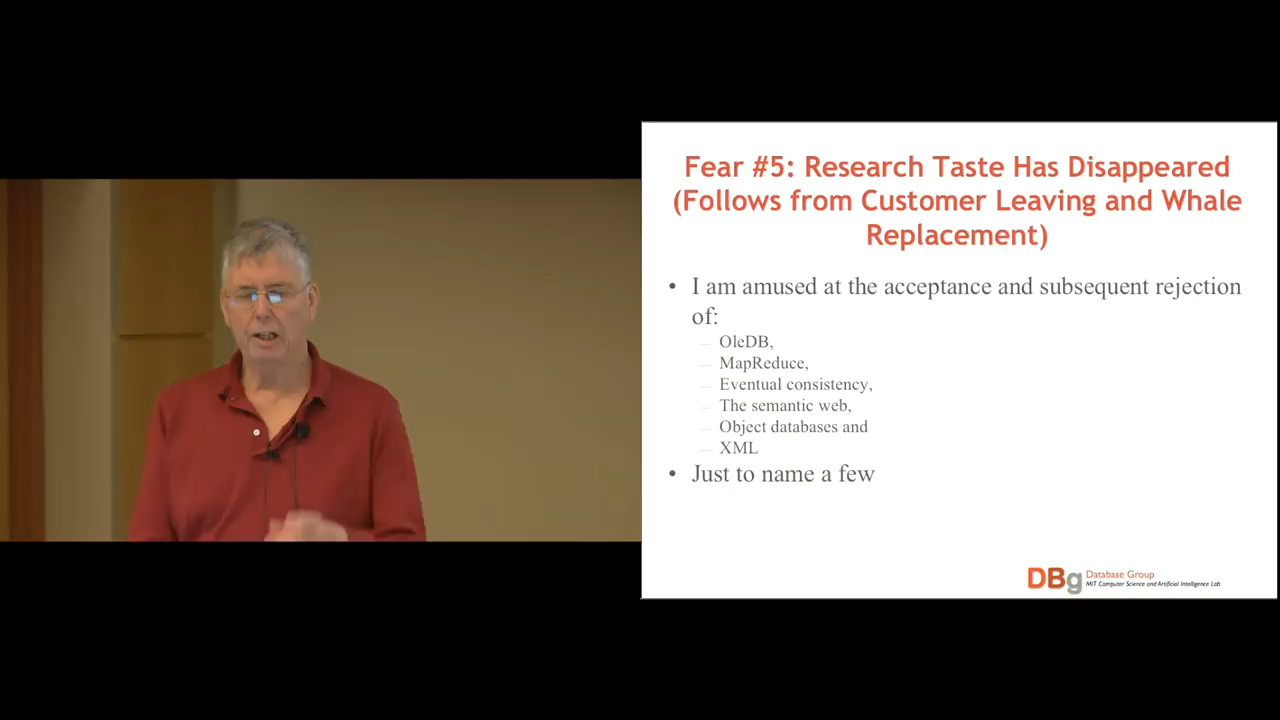 Fear #5: Research Taste Has Disappeared
(Follows from Customer Leaving and Whale
Replacement)
• I am amused at the acceptance and subsequent rejection
of:
– OleDB,
– MapReduce,
– Eventual consistency,
– The semantic web,
– Object databases and
– XML
• Just to name a few
DBg Database Group
MIT Computer Science and Artificial Intelligence Lab